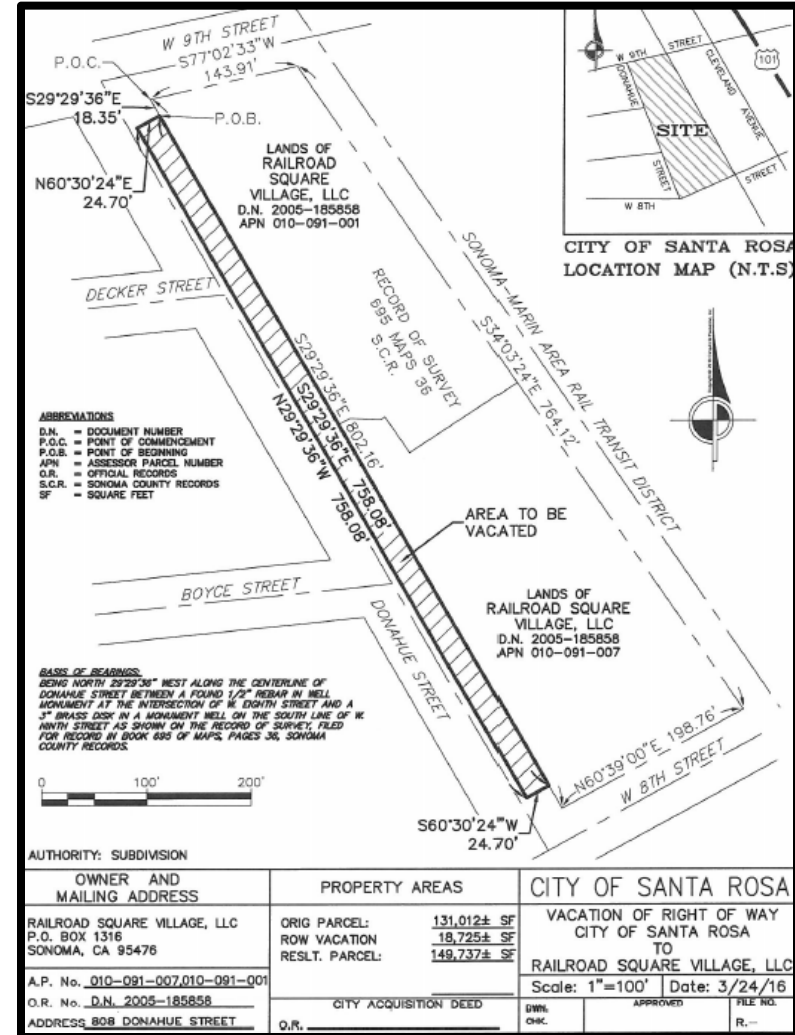 W 9TH STREET
S77°02'33"W
143.91'
P.O.C.
S29°29'36"E
18.35'
P.O.B.
N60°30'24"E
24.70'
LANDS OF
RAILROAD
SQUARE
VILLAGE, LLC
D.N. 2005-185858
APN 010-091-001
W 9TH STREET
101
CLEVELAND
AVENUE
DONAHUE
STREET
SITE
W 8TH STREET
CITY OF SANTA ROSA
LOCATION MAP (N.T.S)
DECKER STREET
RECORD OF SURVEY
695 MAPS 36
S.C.R.
SONOMA-MARIN AREA RAIL TRANSIT DISTRICT
S34°03'24"E 764.12'
S29°29'36"E 802.16'
S29°29'36"E 758.08'
N29°29'36"W 758.08'
ABBREVIATIONS
D.N. = DOCUMENT NUMBER
P.O.C. = POINT OF COMMENCEMENT
P.O.B. = POINT OF BEGINNING
APN = ASSESSOR PARCEL NUMBER
O.R. = OFFICIAL RECORDS
S.C.R. = SONOMA COUNTY RECORDS
SF = SQUARE FEET
AREA TO BE
VACATED
BOYCE STREET
DONAHUE STREET
LANDS OF
RAILROAD SQUARE
VILLAGE, LLC
D.N. 2005-185858
APN 010-091-007
BASIS OF BEARINGS:
BEING NORTH 29°29'36" WEST ALONG THE CENTERLINE OF
DONAHUE STREET BETWEEN A FOUND 1/2" REBAR IN WELL
MONUMENT AT THE INTERSECTION OF W. EIGHTH STREET AND A
3" BRASS DISK IN A MONUMENT WELL ON THE SOUTH LINE OF W.
NINTH STREET AS SHOWN ON THE RECORD OF SURVEY, FILED
FOR RECORD IN BOOK 695 OF MAPS, PAGES 36, SONOMA
COUNTY RECORDS.
N60°39'00"E 198.76'
W 8TH STREET
0 100' 200'
S60°30'24"W
24.70'
AUTHORITY: SUBDIVISION
OWNER AND
MAILING ADDRESS
RAILROAD SQUARE VILLAGE, LLC
P.O. BOX 1316
SONOMA, CA 95476
A.P. No. 010-091-007,010-091-001
O.R. No. D.N. 2005-185858
ADDRESS 808 DONAHUE STREET
PROPERTY AREAS
ORIG PARCEL: 131,012± SF
ROW VACATION 18,725± SF
RESLT. PARCEL: 149,737± SF
CITY ACQUISITION DEED
O.R.
CITY OF SANTA ROSA
VACATION OF RIGHT OF WAY
CITY OF SANTA ROSA
TO
RAILROAD SQUARE VILLAGE, LLC
Scale: 1"=100' Date: 3/24/16
DWN. APPROVED FILE NO.
CHK. R.-